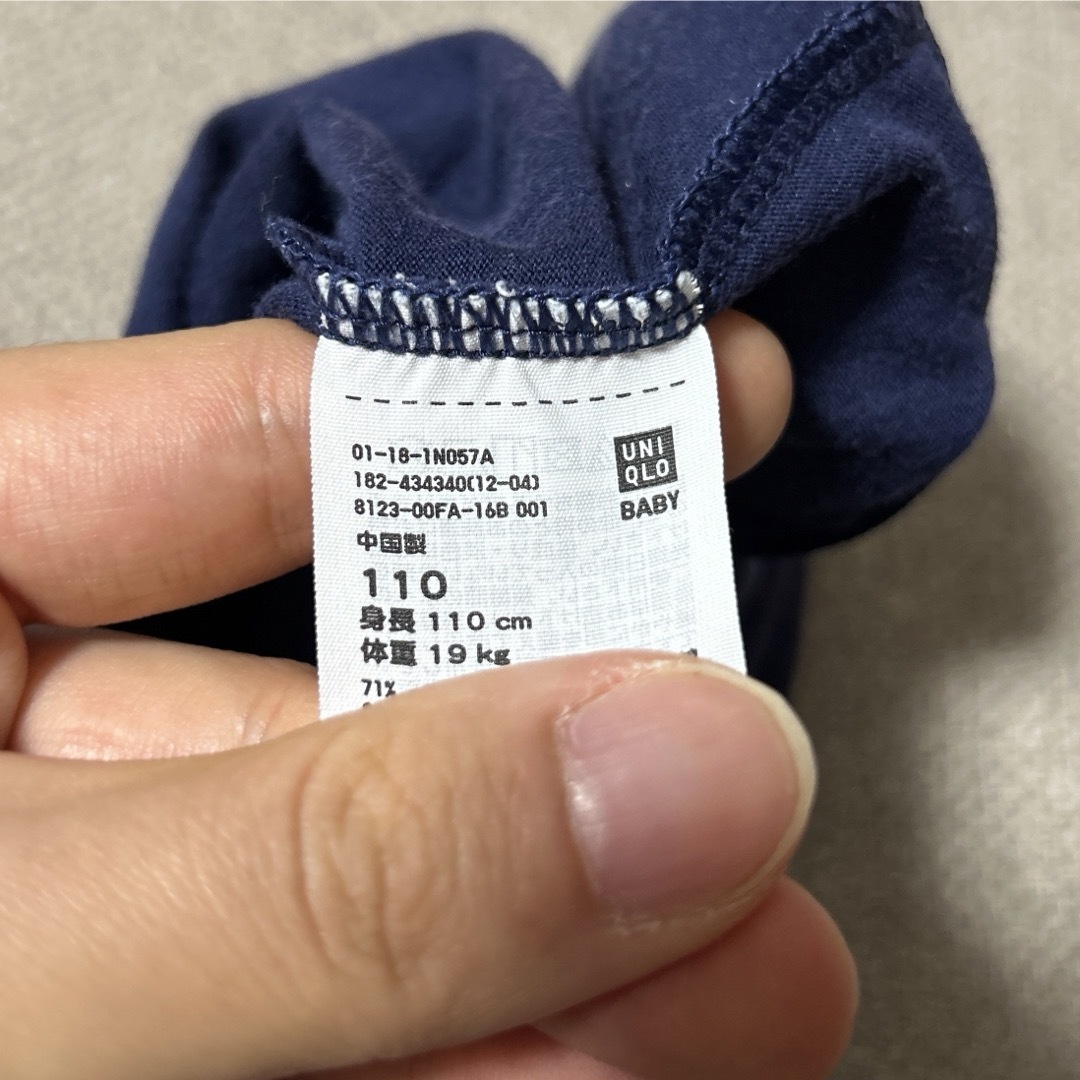 01-18-1N057A
182-434340(12-04)
8123-00FA-16B 001
中国製
110
身長 110 cm
体重 19 kg
71%
UNI
QLO
BABY